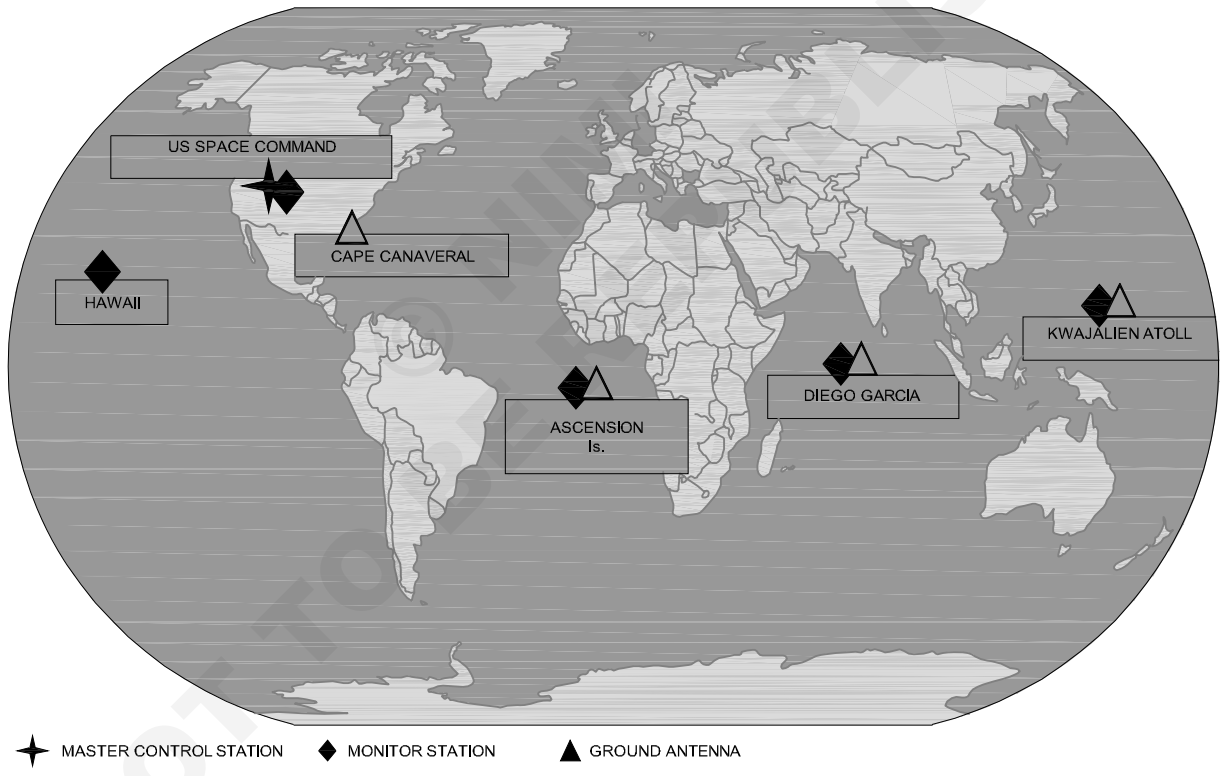 US SPACE COMMAND
CAPE CANAVERAL
HAWAII
KWAJALIEN ATOLL
DIEGO GARCIA
ASCENSION
Is.
MASTER CONTROL STATION
MONITOR STATION
GROUND ANTENNA